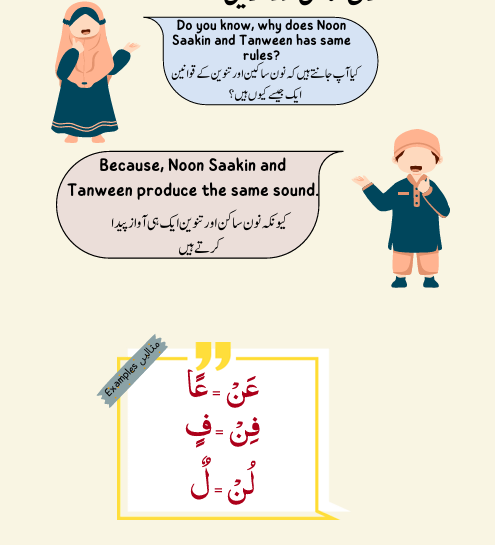 Do you know, why does Noon
Saakin and Tanween has same
rules?
کیا آپ جانتے ہیں کہ نون ساکین اور تنوین کے قوانین
ایک جیسے کیوں ہیں؟
Because, Noon Saakin and
Tanween produce the same sound.
کیونکہ نون ساکن اور تنوین ایک ہی آواز پیدا
کرتے ہیں
Examples مثالیں
عَنْ = عًا
فِنْ = فٍ
لُنْ = لٌ